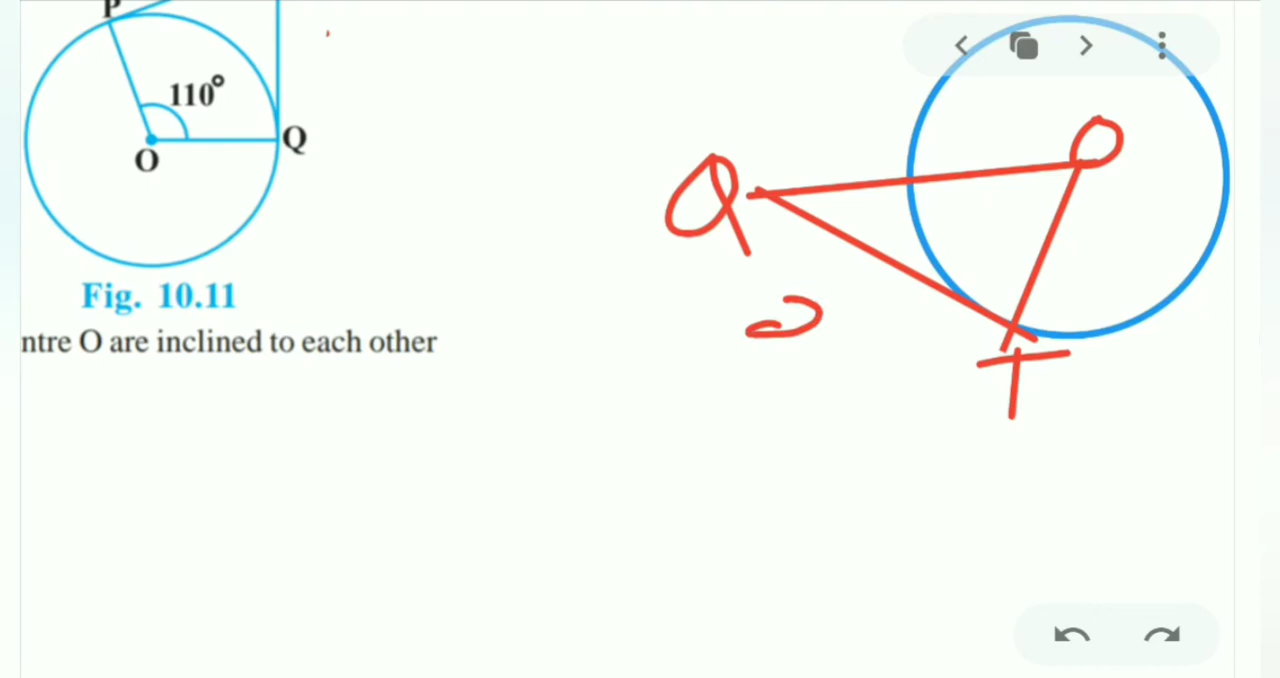 P
110°
Q
O
Fig. 10.11
ntre O are inclined to each other
O
Q
T